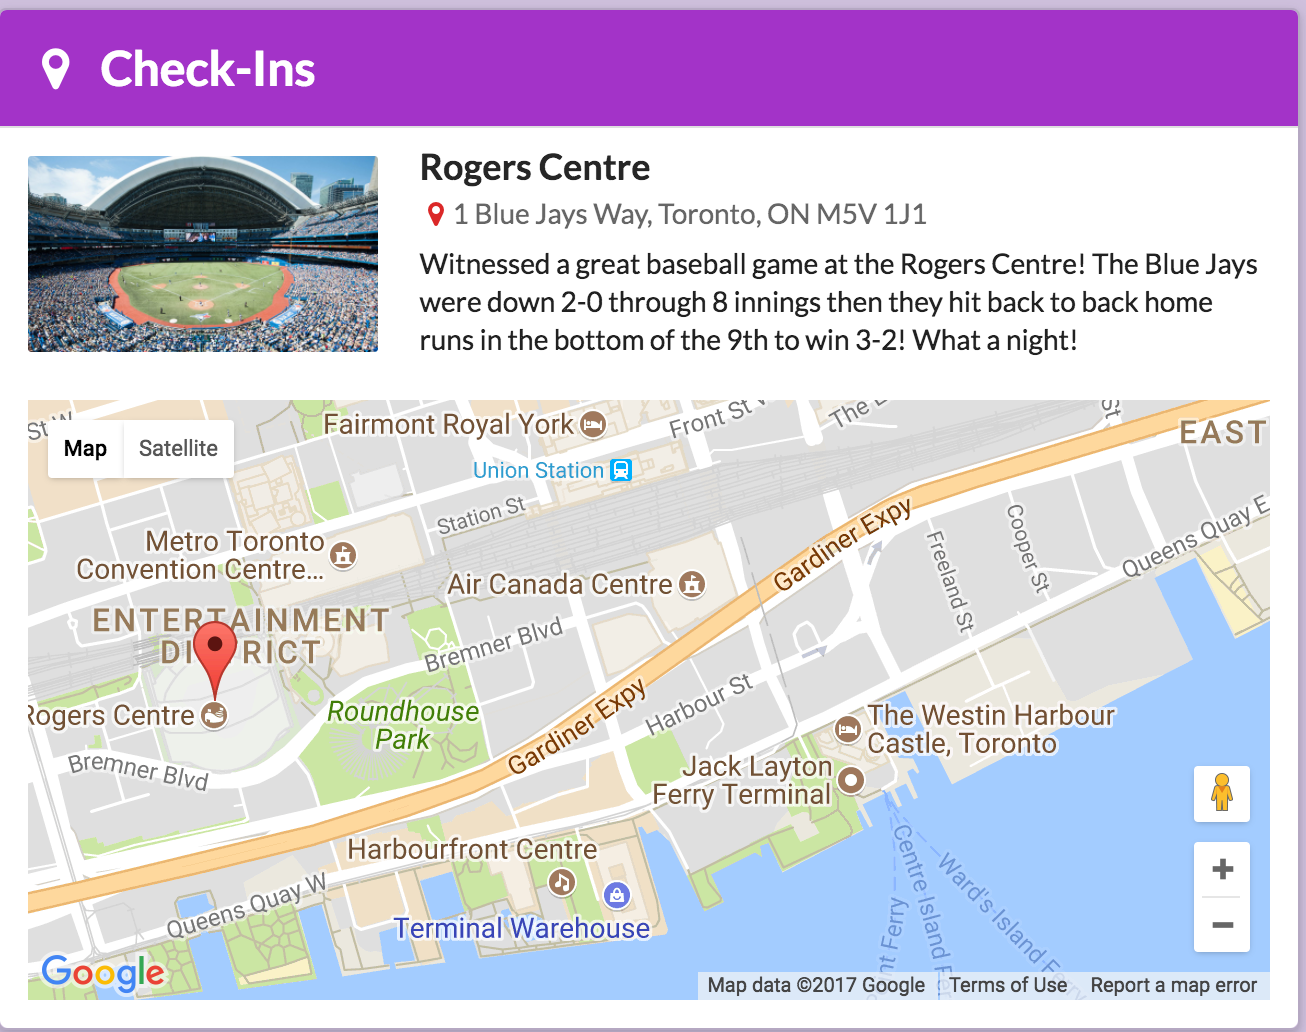 Check-Ins
Rogers Centre
1 Blue Jays Way, Toronto, ON M5V 1J1
Witnessed a great baseball game at the Rogers Centre! The Blue Jays
were down 2-0 through 8 innings then they hit back to back home
runs in the bottom of the 9th to win 3-2! What a night!
St W
Map
Satellite
Fairmont Royal York
Front St
The
St
EAST
Union Station
Station St
Metro Toronto
Convention Centre...
Air Canada Centre
Gardiner Expy
Freeland St
Cooper St
Queens Quay E
ENTERTAINMENT
DISTRICT
Bremner Blvd
Rogers Centre
Roundhouse
Park
Gardiner Expy
Harbour St
The Westin Harbour
Castle, Toronto
Bremner Blvd
Jack Layton
Ferry Terminal
Harbourfront Centre
Queens Quay W
Terminal Warehouse
Centre Island Fer
Ward's Island Ferry
Ferry
Google
Map data ©2017 Google
Terms of Use
Report a map error